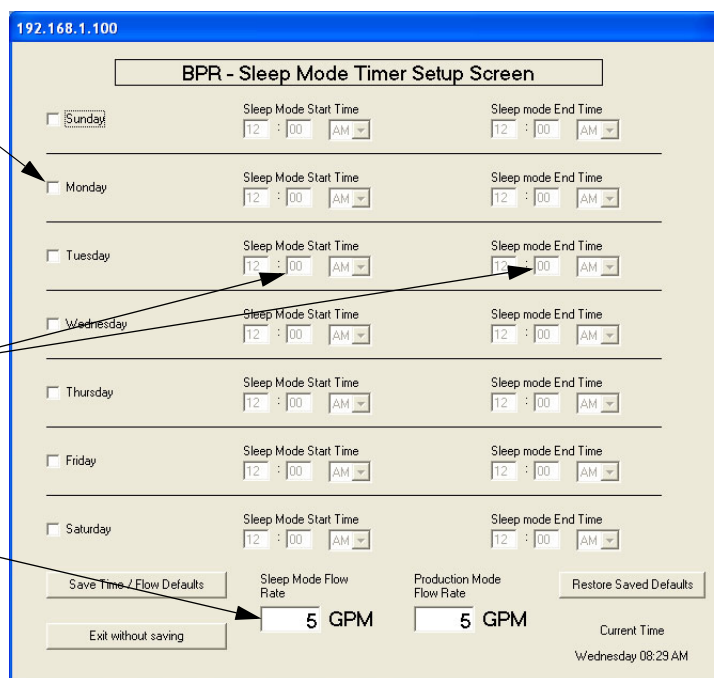 192.168.1.100
BPR - Sleep Mode Timer Setup Screen
Sunday
Sleep Mode Start Time
12 : 00 AM
Sleep mode End Time
12 : 00 AM
Monday
Sleep Mode Start Time
12 : 00 AM
Sleep mode End Time
12 : 00 AM
Tuesday
Sleep Mode Start Time
12 : 00 AM
Sleep mode End Time
12 : 00 AM
Wednesday
Sleep Mode Start Time
12 : 00 AM
Sleep mode End Time
12 : 00 AM
Thursday
Sleep Mode Start Time
12 : 00 AM
Sleep mode End Time
12 : 00 AM
Friday
Sleep Mode Start Time
12 : 00 AM
Sleep mode End Time
12 : 00 AM
Saturday
Sleep Mode Start Time
12 : 00 AM
Sleep mode End Time
12 : 00 AM
Save Time / Flow Defaults
Exit without saving
Sleep Mode Flow
Rate
5 GPM
Production Mode
Flow Rate
5 GPM
Restore Saved Defaults
Current Time
Wednesday 08:29 AM